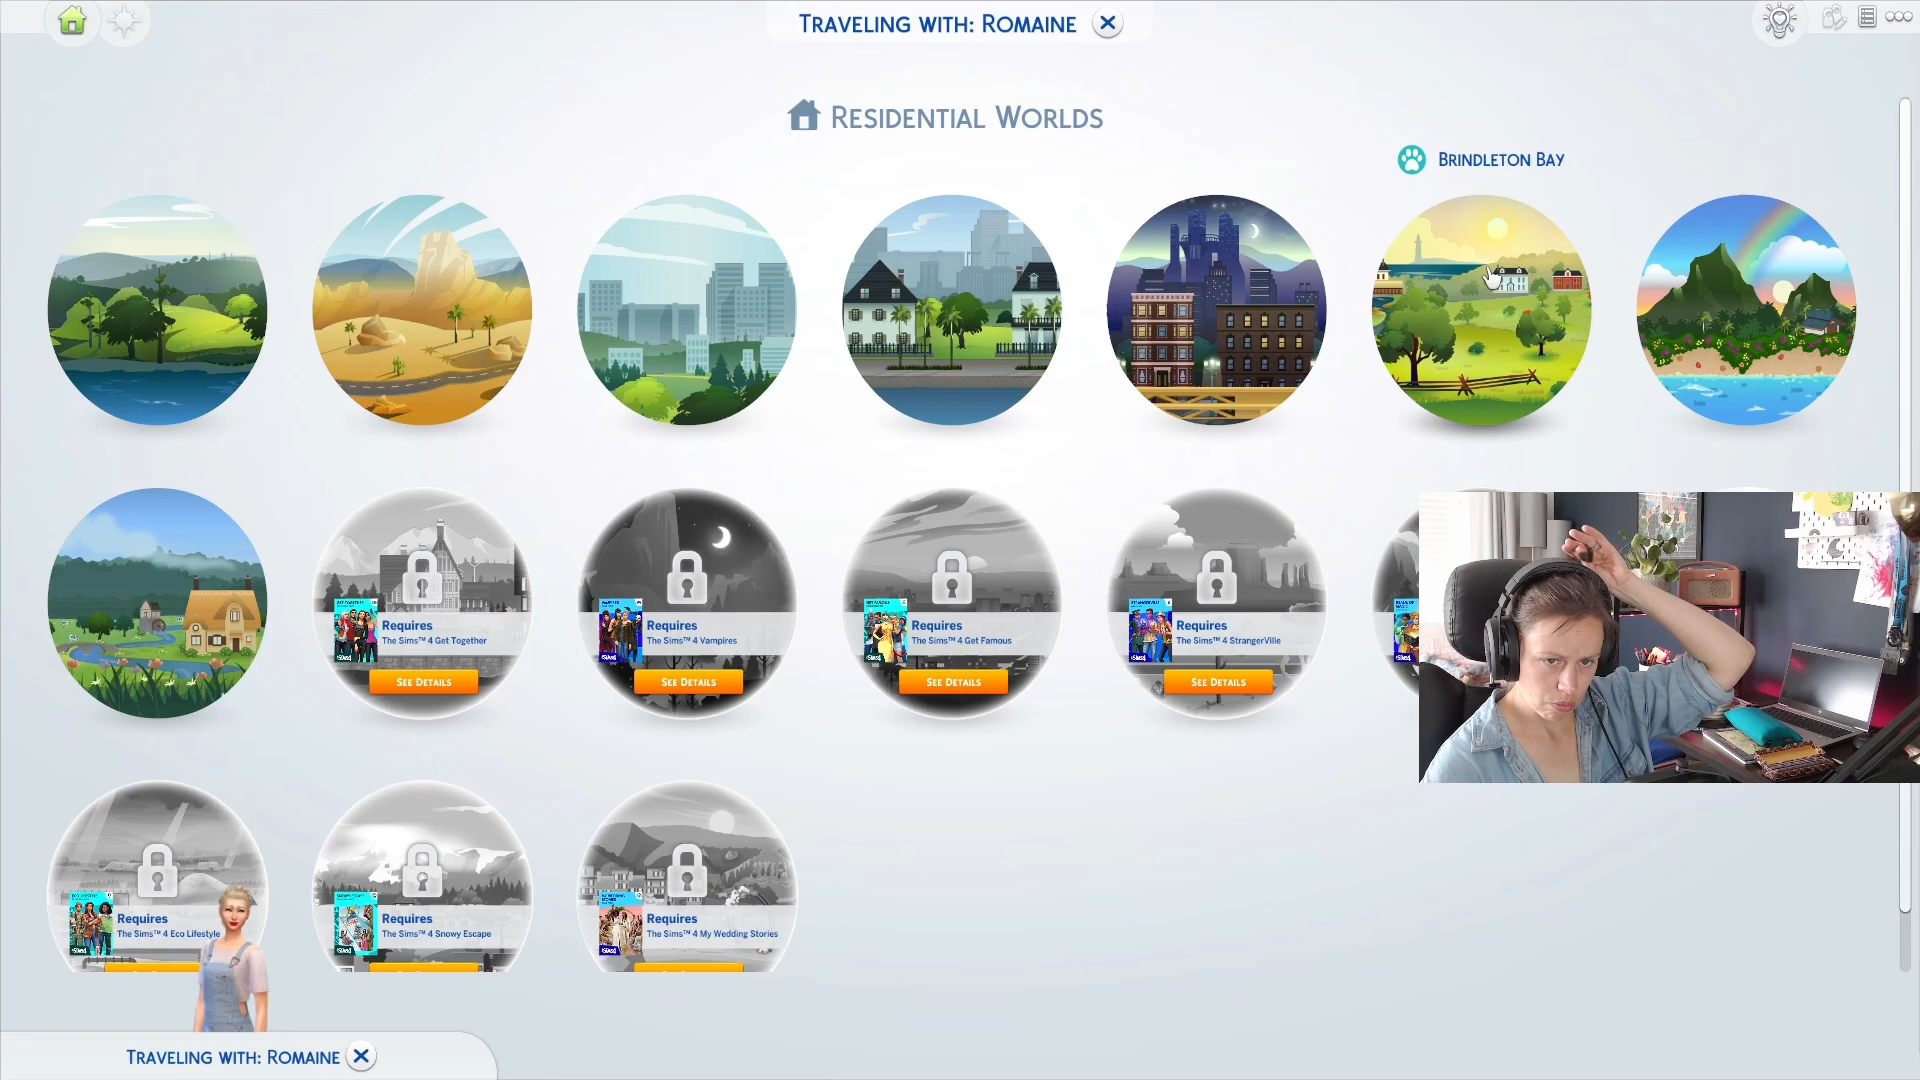 TRAVELING WITH: ROMAINE
RESIDENTIAL WORLDS
BRINDLETON BAY
Requires
The Sims™ 4 Get Together
SEE DETAILS
Requires
The Sims™ 4 Vampires
SEE DETAILS
Requires
The Sims™ 4 Get Famous
SEE DETAILS
Requires
The Sims™ 4 StrangerVille
SEE DETAILS
Requires
The Sims™ 4 Eco Lifestyle
Requires
The Sims™ 4 Snowy Escape
Requires
The Sims™ 4 My Wedding Stories
TRAVELING WITH: ROMAINE